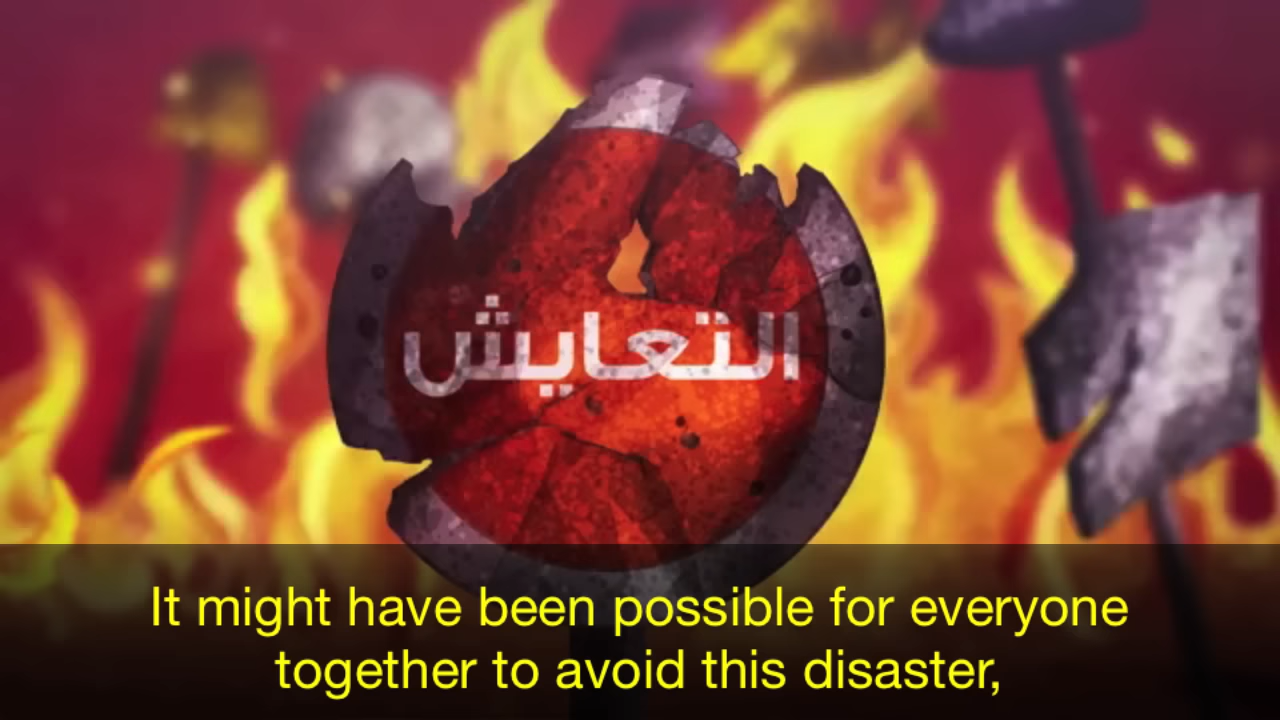 التعايش
It might have been possible for everyone
together to avoid this disaster,